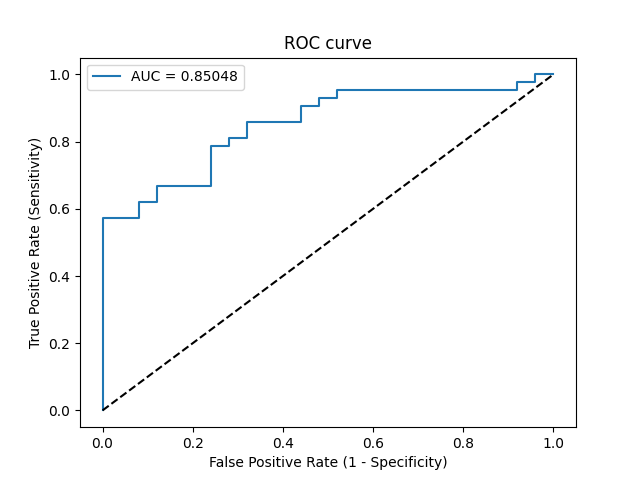 ROC curve
AUC = 0.85048
True Positive Rate (Sensitivity)
1.0
0.8
0.6
0.4
0.2
0.0
0.0 0.2 0.4 0.6 0.8 1.0
False Positive Rate (1 - Specificity)